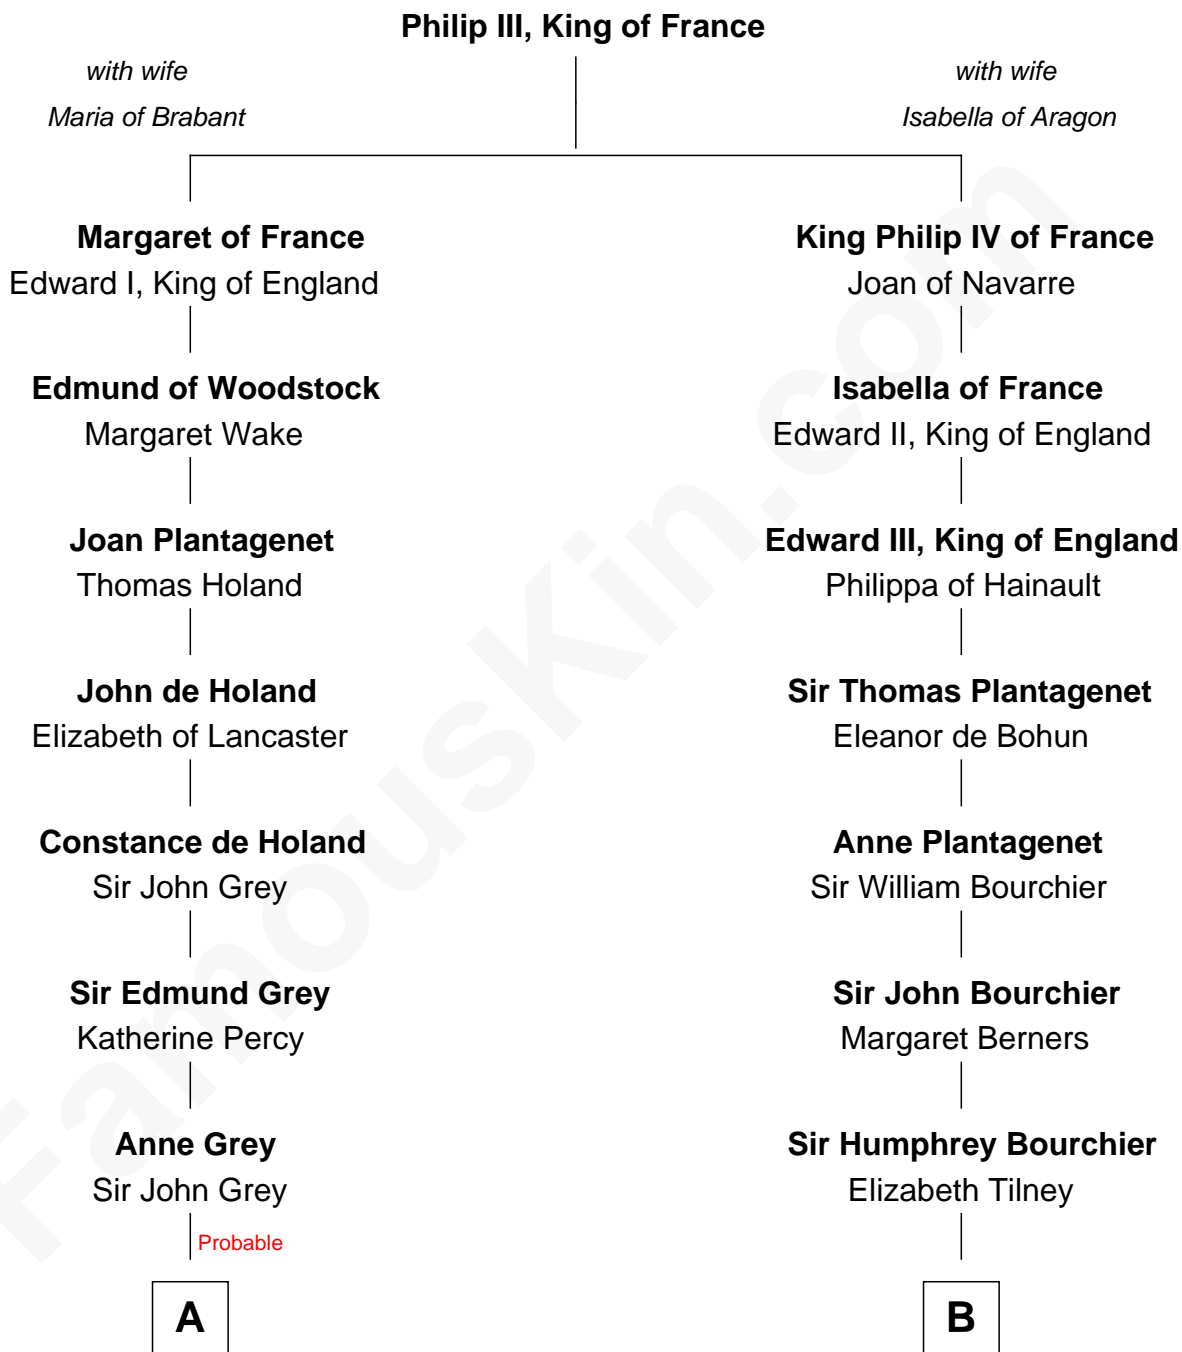 Philip III, King of France
with wife
Maria of Brabant
with wife
Isabella of Aragon
Margaret of France
Edward I, King of England
King Philip IV of France
Joan of Navarre
Edmund of Woodstock
Margaret Wake
Isabella of France
Edward II, King of England
Joan Plantagenet
Thomas Holand
Edward III, King of England
Philippa of Hainault
John de Holand
Elizabeth of Lancaster
Sir Thomas Plantagenet
Eleanor de Bohun
Constance de Holand
Sir John Grey
Anne Plantagenet
Sir William Bourchier
Sir Edmund Grey
Katherine Percy
Sir John Bourchier
Margaret Berners
Anne Grey
Sir John Grey
Sir Humphrey Bourchier
Elizabeth Tilney
Probable
A
B
FamousKin.com